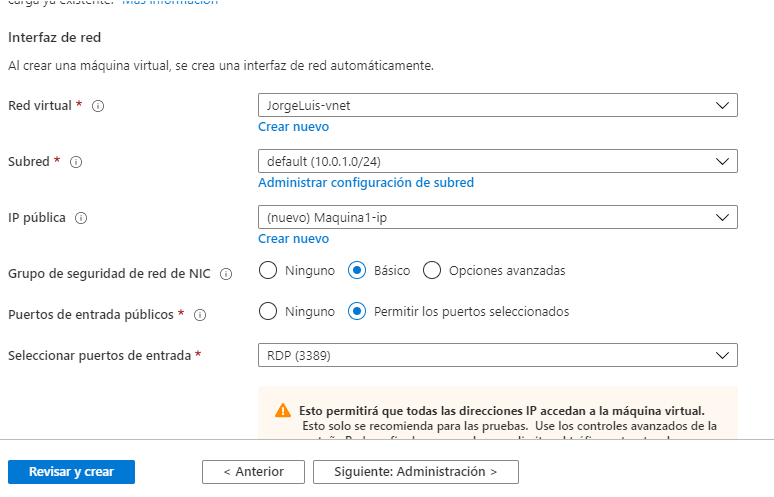 carga ya existente. Más información
Interfaz de red
Al crear una máquina virtual, se crea una interfaz de red automáticamente.
Red virtual *
JorgeLuis-vnet
Crear nuevo
Subred *
default (10.0.1.0/24)
Administrar configuración de subred
IP pública
(nuevo) Maquina1-ip
Crear nuevo
Grupo de seguridad de red de NIC
Ninguno Básico Opciones avanzadas
Puertos de entrada públicos *
Ninguno Permitir los puertos seleccionados
Seleccionar puertos de entrada *
RDP (3389)
Esto permitirá que todas las direcciones IP accedan a la máquina virtual.
Esto solo se recomienda para las pruebas. Use los controles avanzados de la
Revisar y crear < Anterior Siguiente: Administración >